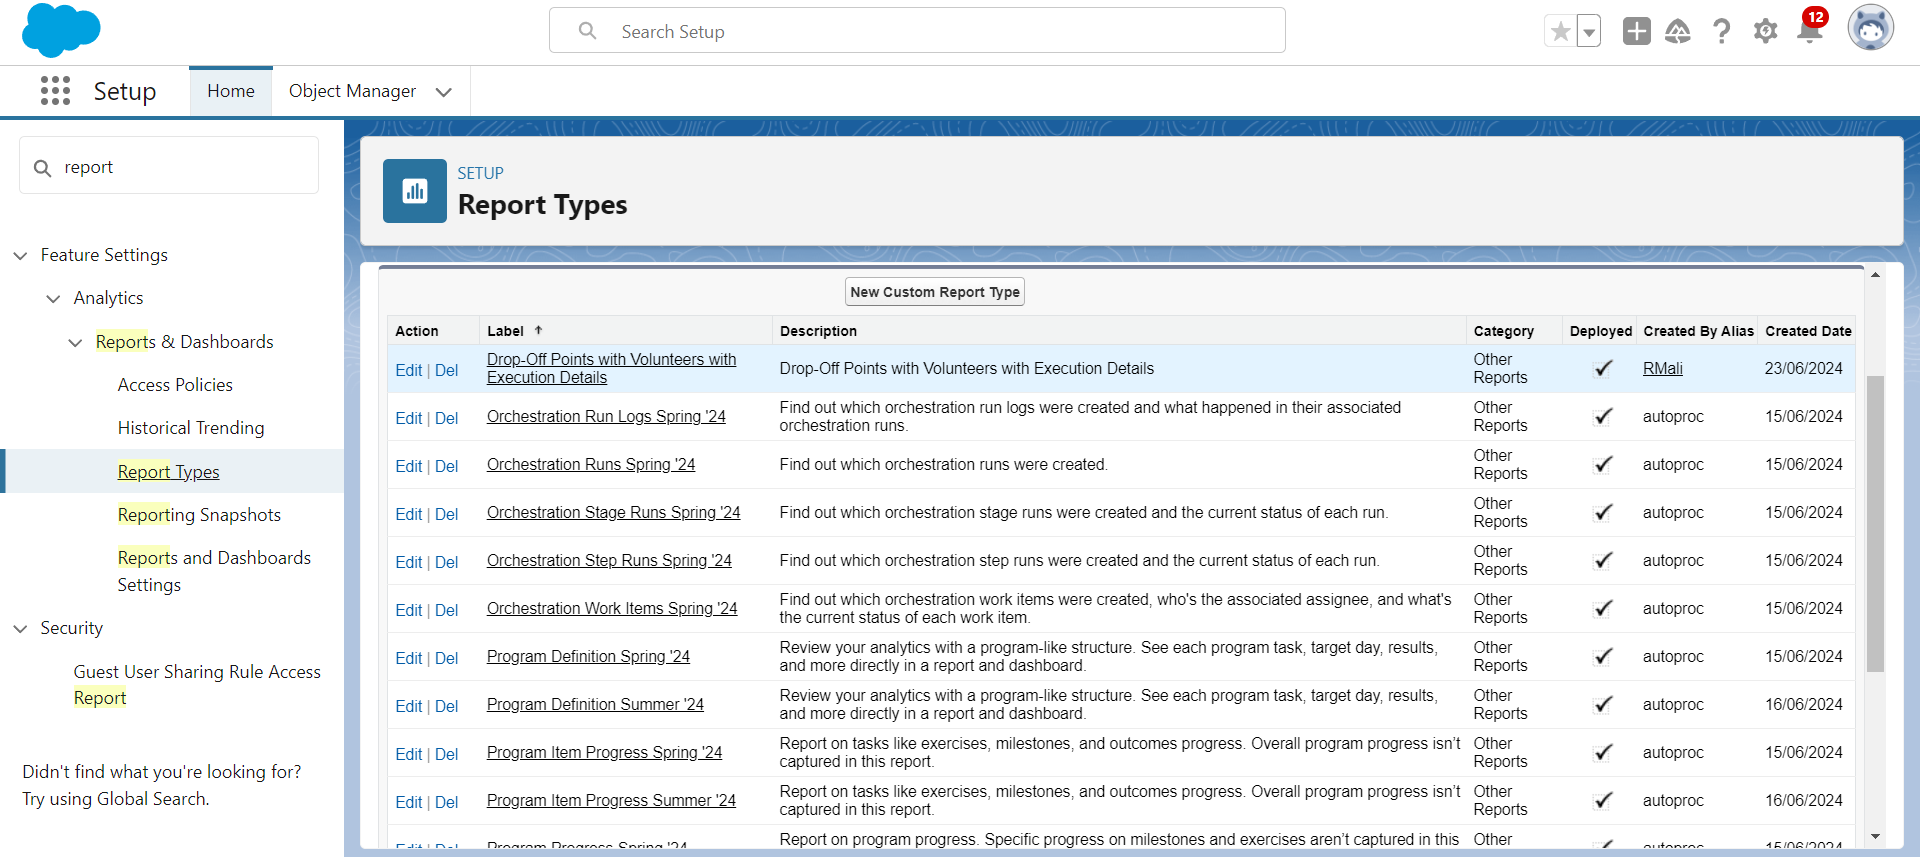 Search Setup
12
Setup
Home
Object Manager
report
Feature Settings
Analytics
Reports & Dashboards
Access Policies
Historical Trending
Report Types
Reporting Snapshots
Reports and Dashboards
Settings
Security
Guest User Sharing Rule Access
Report
Didn't find what you're looking for?
Try using Global Search.
SETUP
Report Types
New Custom Report Type
Action Label Description Category Deployed Created By Alias Created Date
Edit | Del Drop-Off Points with Volunteers with Execution Details Drop-Off Points with Volunteers with Execution Details Other Reports RMali 23/06/2024
Edit | Del Orchestration Run Logs Spring '24 Find out which orchestration run logs were created and what happened in their associated orchestration runs. Other Reports autoproc 15/06/2024
Edit | Del Orchestration Runs Spring '24 Find out which orchestration runs were created. Other Reports autoproc 15/06/2024
Edit | Del Orchestration Stage Runs Spring '24 Find out which orchestration stage runs were created and the current status of each run. Other Reports autoproc 15/06/2024
Edit | Del Orchestration Step Runs Spring '24 Find out which orchestration step runs were created and the current status of each run. Other Reports autoproc 15/06/2024
Edit | Del Orchestration Work Items Spring '24 Find out which orchestration work items were created, who's the associated assignee, and what's the current status of each work item. Other Reports autoproc 15/06/2024
Edit | Del Program Definition Spring '24 Review your analytics with a program-like structure. See each program task, target day, results, and more directly in a report and dashboard. Other Reports autoproc 15/06/2024
Edit | Del Program Definition Summer '24 Review your analytics with a program-like structure. See each program task, target day, results, and more directly in a report and dashboard. Other Reports autoproc 16/06/2024
Edit | Del Program Item Progress Spring '24 Report on tasks like exercises, milestones, and outcomes progress. Overall program progress isn’t captured in this report. Other Reports autoproc 15/06/2024
Edit | Del Program Item Progress Summer '24 Report on tasks like exercises, milestones, and outcomes progress. Overall program progress isn’t captured in this report. Other Reports autoproc 16/06/2024
Edit | Del Program Progress Spring '24 Report on program progress. Specific progress on milestones and exercises aren’t captured in this Other autoproc 15/06/2024